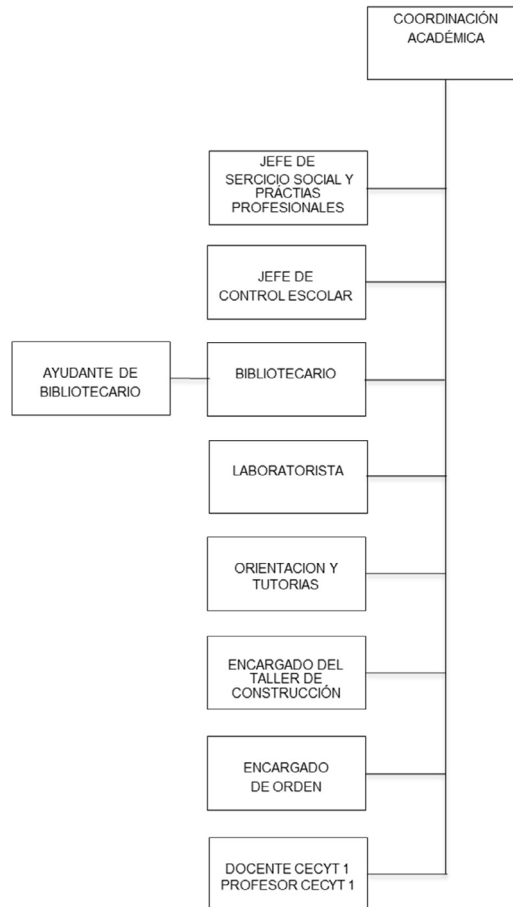 COORDINACIÓN
ACADÉMICA
JEFE DE
SERCICIO SOCIAL Y
PRÁCTIAS
PROFESIONALES
JEFE DE
CONTROL ESCOLAR
AYUDANTE DE
BIBLIOTECARIO
BIBLIOTECARIO
LABORATORISTA
ORIENTACION Y
TUTORIAS
ENCARGADO DEL
TALLER DE
CONSTRUCCIÓN
ENCARGADO
DE ORDEN
DOCENTE CECYT 1
PROFESOR CECYT 1